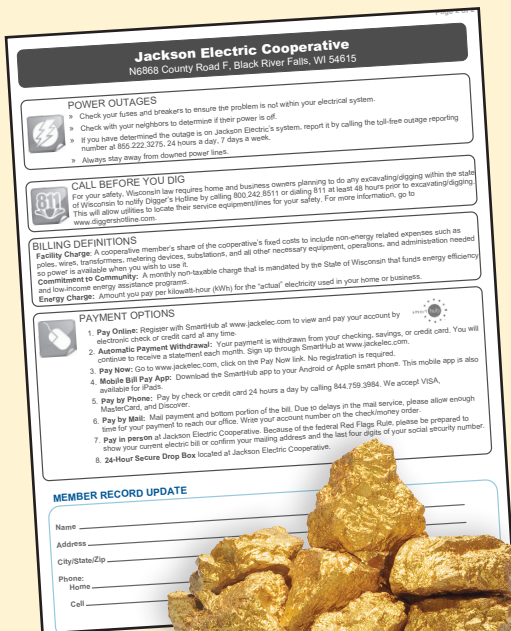 Page 2 of 2
Jackson Electric Cooperative
N6868 County Road F, Black River Falls, WI 54615
POWER OUTAGES
» Check your fuses and breakers to ensure the problem is not within your electrical system.
» Check with your neighbors to determine if their power is off.
» If you have determined the outage is on Jackson Electric's system, report it by calling the toll-free outage reporting
number at 855.222.3275, 24 hours a day, 7 days a week.
» Always stay away from downed power lines.
811
CALL BEFORE YOU DIG
For your safety, Wisconsin law requires home and business owners planning to do any excavating/digging within the state
of Wisconsin to notify Digger's Hotline by calling 800.242.8511 or dialing 811 at least 48 hours prior to excavating/digging.
This will allow utilities to locate their service equipment/lines for your safety. For more information, go to
www.diggershotline.com.
BILLING DEFINITIONS
Facility Charge: A cooperative member's share of the cooperative's fixed costs to include non-energy related expenses such as
poles, wires, transformers, metering devices, substations, and all other necessary equipment, operations, and administration needed
so power is available when you wish to use it.
Commitment to Community: A monthly non-taxable charge that is mandated by the State of Wisconsin that funds energy efficiency
and low-income energy assistance programs.
Energy Charge: Amount you pay per kilowatt-hour (kWh) for the "actual" electricity used in your home or business.
PAYMENT OPTIONS
smart hub
1. Pay Online: Register with SmartHub at www.jackelec.com to view and pay your account by
electronic check or credit card at any time.
2. Automatic Payment Withdrawal: Your payment is withdrawn from your checking, savings, or credit card. You will
continue to receive a statement each month. Sign up through SmartHub at www.jackelec.com.
3. Pay Now: Go to www.jackelec.com, click on the Pay Now link. No registration is required.
4. Mobile Bill Pay App: Download the SmartHub app to your Android or Apple smart phone. This mobile app is also
available for iPads.
5. Pay by Phone: Pay by check or credit card 24 hours a day by calling 844.759.3984. We accept VISA,
MasterCard, and Discover.
6. Pay by Mail: Mail payment and bottom portion of the bill. Due to delays in the mail service, please allow enough
time for your payment to reach our office. Write your account number on the check/money order.
7. Pay in person at Jackson Electric Cooperative. Because of the federal Red Flags Rule, please be prepared to
show your current electric bill or confirm your mailing address and the last four digits of your social security number.
8. 24-Hour Secure Drop Box located at Jackson Electric Cooperative.
MEMBER RECORD UPDATE
Name
Address
City/State/Zip
Phone:
Home
Cell